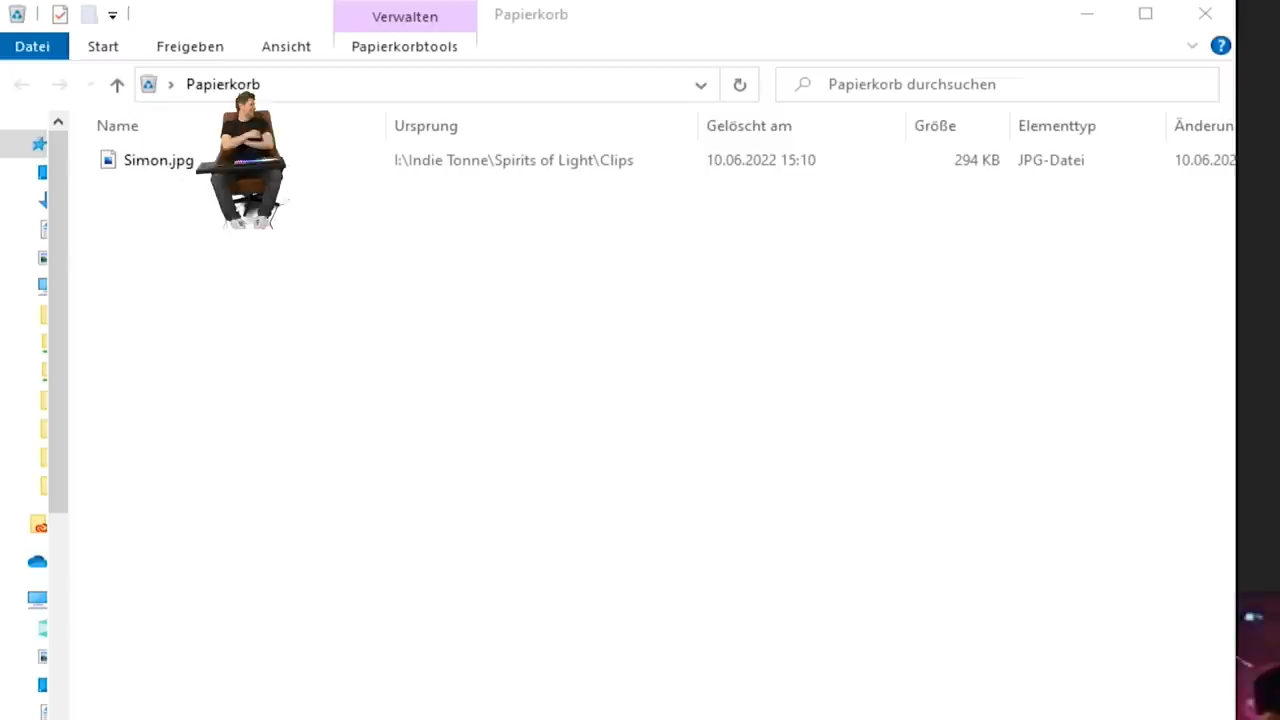 Verwalten Papierkorb
Datei Start Freigeben Ansicht Papierkorbtools
Papierkorb Papierkorb durchsuchen
Name Ursprung Gelöscht am Größe Elementtyp Änderun
Simon.jpg I:\Indie Tonne\Spirits of Light\Clips 10.06.2022 15:10 294 KB JPG-Datei 10.06.202